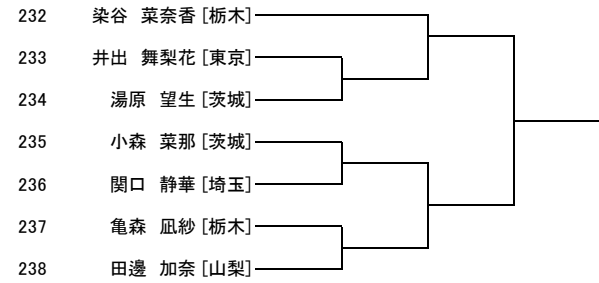 232 染谷 菜奈香 [栃木]
233 井出 舞梨花 [東京]
234 湯原 望生 [茨城]
235 小森 菜那 [茨城]
236 関口 静華 [埼玉]
237 亀森 凪紗 [栃木]
238 田邊 加奈 [山梨]